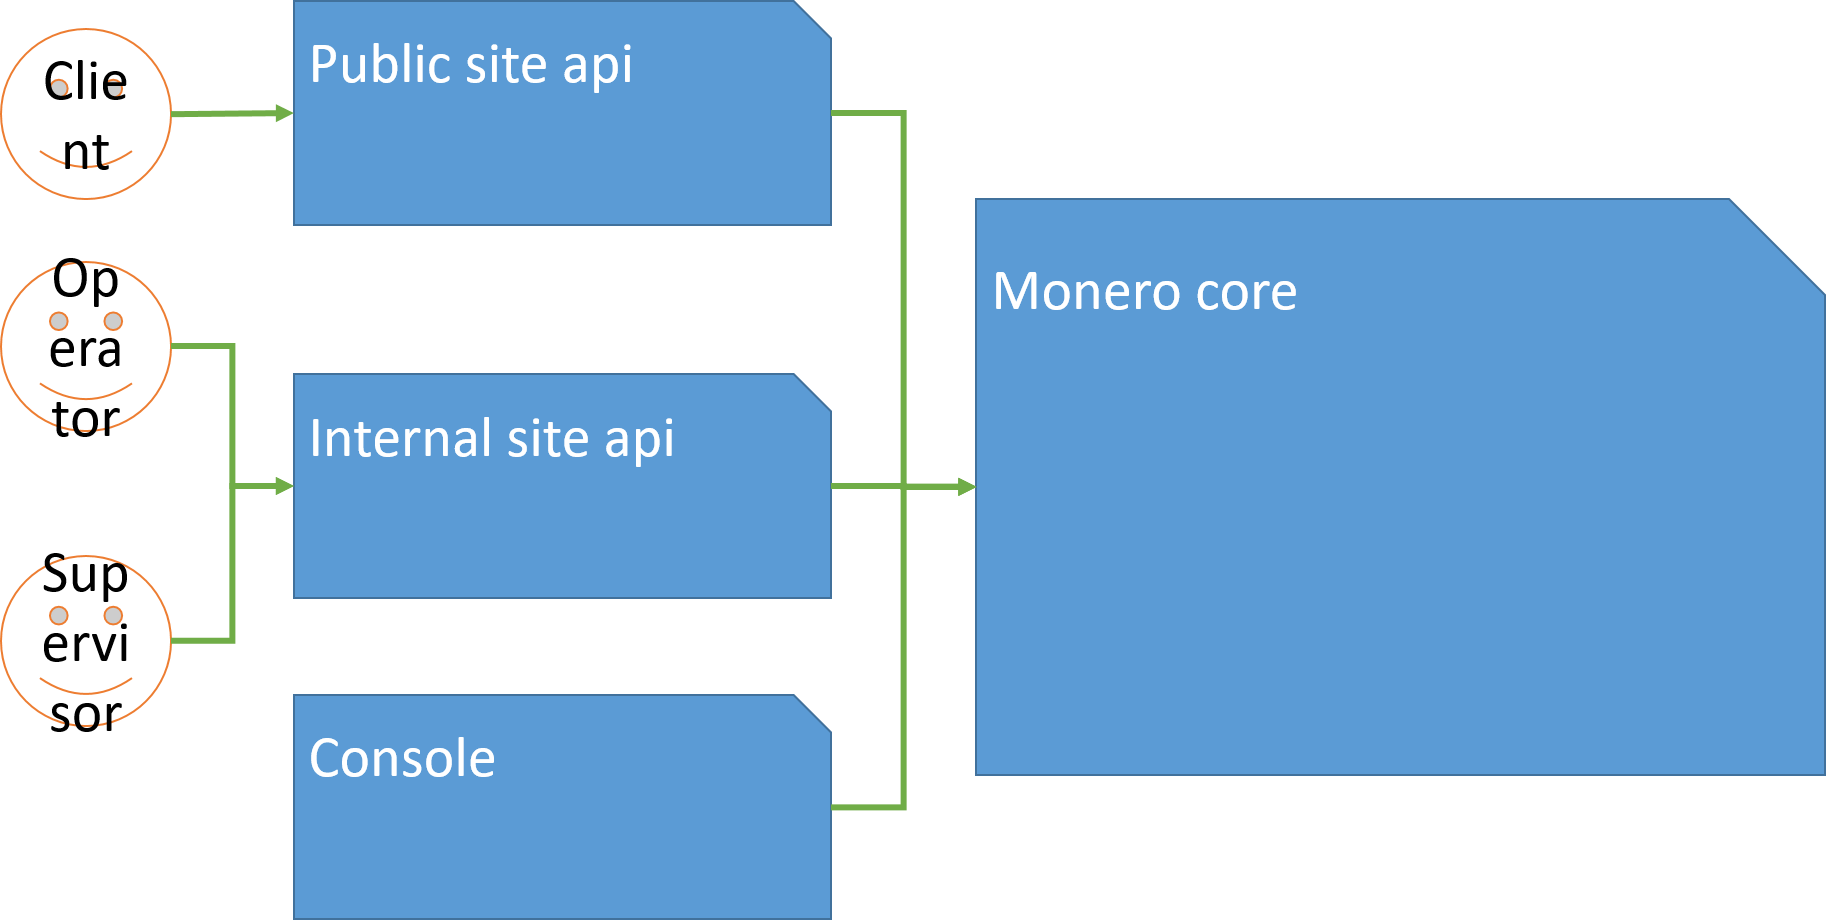 Clie
nt
Public site api
Op
era
tor
Internal site api
Monero core
Sup
ervi
sor
Console